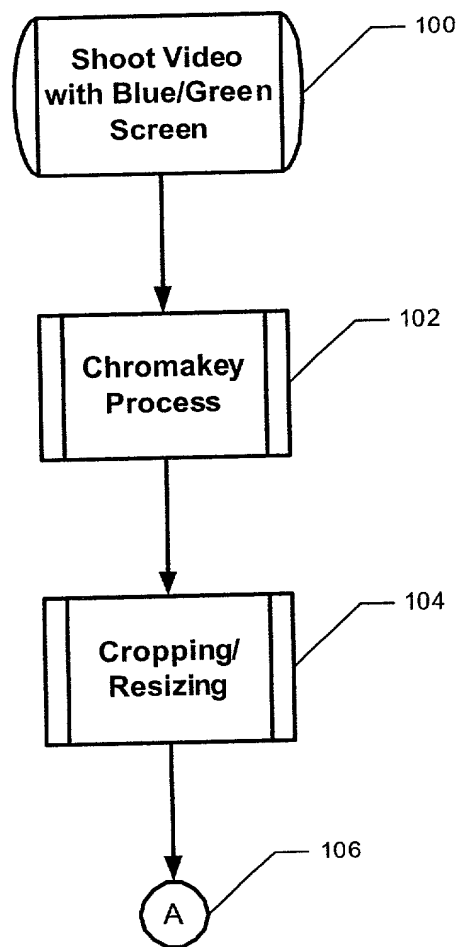 100
Shoot Video
with Blue/Green
Screen
102
Chromakey
Process
104
Cropping/
Resizing
106
A